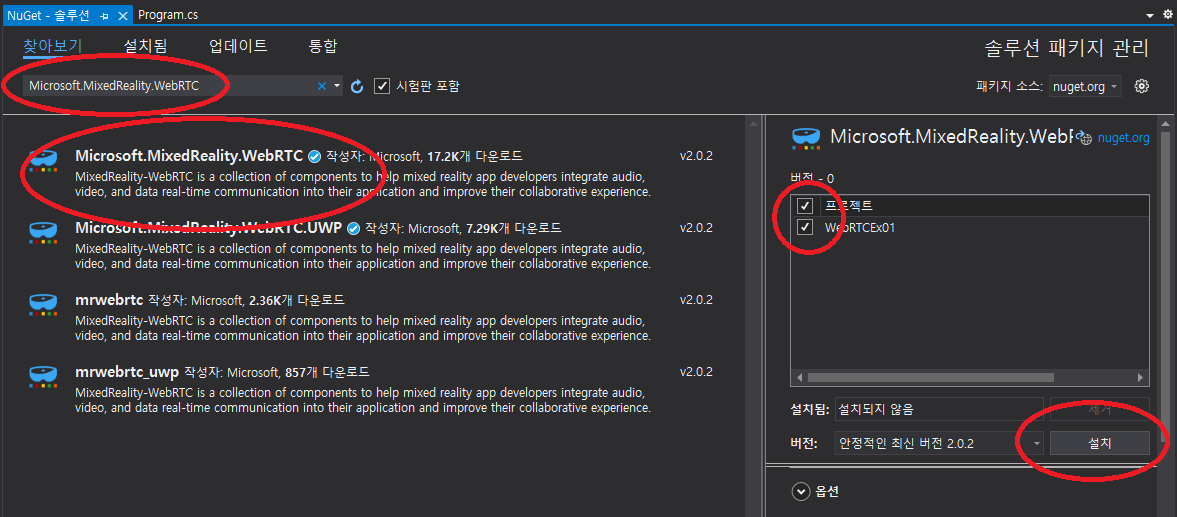 NuGet - 솔루션 Program.cs
찾아보기 설치됨 업데이트 통합
솔루션 패키지 관리
Microsoft.MixedReality.WebRTC
시험판 포함
패키지 소스: nuget.org
Microsoft.MixedReality.WebRTC 작성자: Microsoft, 17.2K개 다운로드 v2.0.2
MixedReality-WebRTC is a collection of components to help mixed reality app developers integrate audio,
video, and data real-time communication into their application and improve their collaborative experience.
Microsoft.MixedReality.WebRTC.UWP 작성자: Microsoft, 7.29K개 다운로드 v2.0.2
MixedReality-WebRTC is a collection of components to help mixed reality app developers integrate audio,
video, and data real-time communication into their application and improve their collaborative experience.
mrwebrtc 작성자: Microsoft, 2.36K개 다운로드 v2.0.2
MixedReality-WebRTC is a collection of components to help mixed reality app developers integrate audio,
video, and data real-time communication into their application and improve their collaborative experience.
mrwebrtc_uwp 작성자: Microsoft, 857개 다운로드 v2.0.2
MixedReality-WebRTC is a collection of components to help mixed reality app developers integrate audio,
video, and data real-time communication into their application and improve their collaborative experience.
Microsoft.MixedReality.WebR nuget.org
버전 - 0
프로젝트
WebRTCEx01
설치됨: 설치되지 않음 제거
버전: 안정적인 최신 버전 2.0.2 설치
옵션